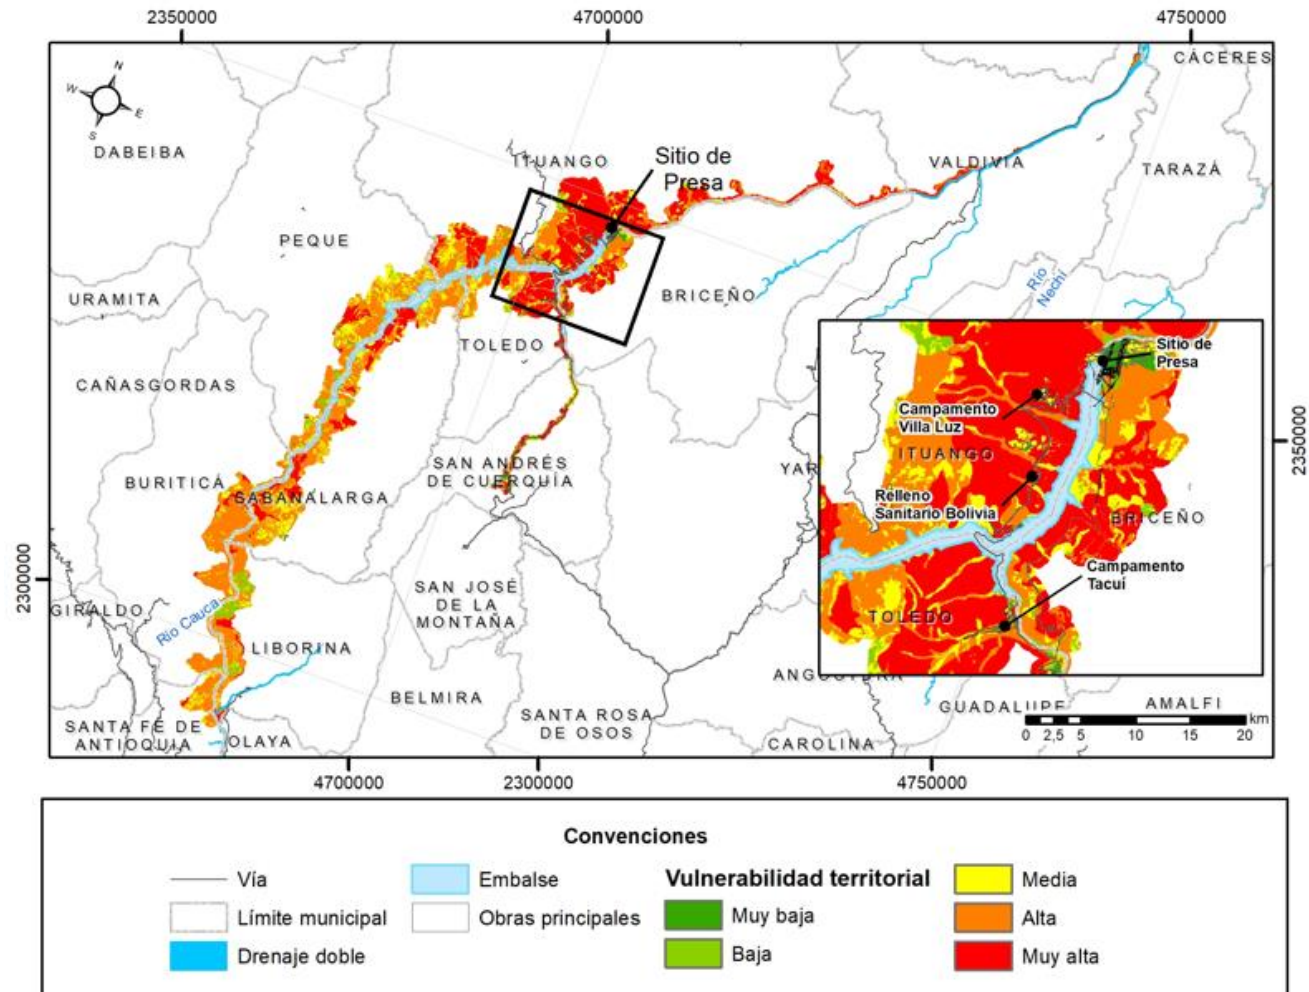 2350000
4700000
4750000
CÁCERES
N
W
E
S
DABEIBA
ITUANGO
Sitio de
Presa
VALDIVIA
TARAZÁ
PEQUE
URAMITA
BRICEÑO
Río
Nechí
TOLEDO
CAÑASGORDAS
2350000
SAN ANDRÉS
DE CUERQUÍA
YAR
BURITICÁ
SABANALARGA
2300000
GIRALDO
Río Cauca
SAN JOSÉ
DE LA
MONTAÑA
LIBORINA
BELMIRA
SANTA FÉ DE
ANTIOQUIA
OLAYA
SANTA ROSA
DE OSOS
CAROLINA
GUADALUPE
AMALFI
Sitio de
Presa
Campamento
Villa Luz
ITUANGO
Relleno
Sanitario Bolivia
BRICEÑO
Campamento
Tacuí
TOLEDO
km
0 2,5 5 10 15 20
4700000
2300000
4750000
Convenciones
Vía
Límite municipal
Drenaje doble
Embalse
Obras principales
Vulnerabilidad territorial
Muy baja
Baja
Media
Alta
Muy alta